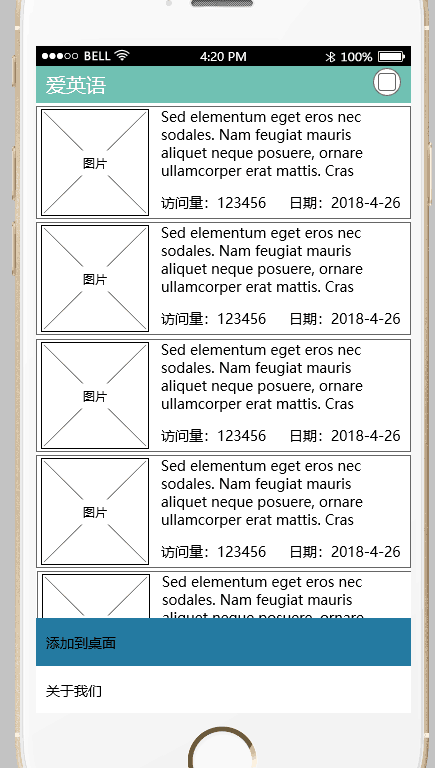 BELL 4:20 PM 100%
爱英语
图片
Sed elementum eget eros nec
sodales. Nam feugiat mauris
aliquet neque posuere, ornare
ullamcorper erat mattis. Cras
访问量：123456 日期：2018-4-26
图片
Sed elementum eget eros nec
sodales. Nam feugiat mauris
aliquet neque posuere, ornare
ullamcorper erat mattis. Cras
访问量：123456 日期：2018-4-26
图片
Sed elementum eget eros nec
sodales. Nam feugiat mauris
aliquet neque posuere, ornare
ullamcorper erat mattis. Cras
访问量：123456 日期：2018-4-26
图片
Sed elementum eget eros nec
sodales. Nam feugiat mauris
aliquet neque posuere, ornare
ullamcorper erat mattis. Cras
访问量：123456 日期：2018-4-26
Sed elementum eget eros nec
sodales. Nam feugiat mauris
aliquet neque posuere, ornare
添加到桌面
关于我们